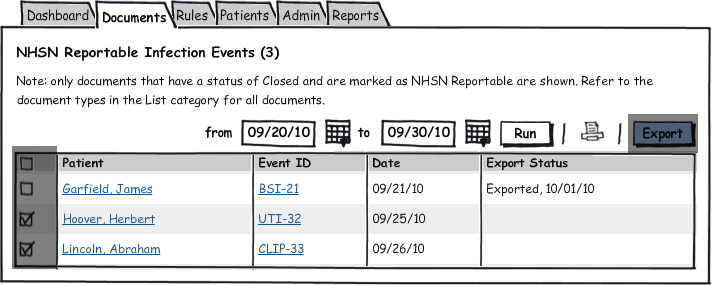 Dashboard Documents Rules Patients Admin Reports
NHSN Reportable Infection Events (3)
Note: only documents that have a status of Closed and are marked as NHSN Reportable are shown. Refer to the
document types in the List category for all documents.
from 09/20/10 to 09/30/10 Run | | Export
Patient Event ID Date Export Status
Garfield, James BSI-21 09/21/10 Exported, 10/01/10
Hoover, Herbert UTI-32 09/25/10
Lincoln, Abraham CLIP-33 09/26/10